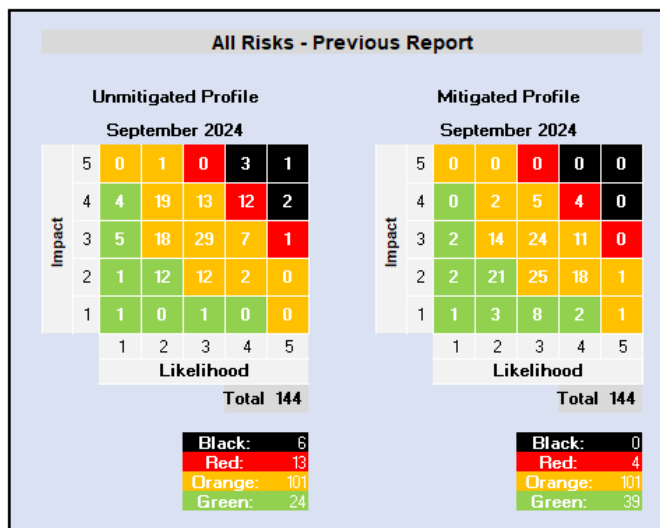 All Risks - Previous Report
Unmitigated Profile Mitigated Profile
September 2024 September 2024
5 0 1 0 3 1 5 0 0 0 0 0
4 4 19 13 12 2 4 0 2 5 4 0
Impact 3 5 18 29 7 1 Impact 3 2 14 24 11 0
2 1 12 12 2 0 2 2 21 25 18 1
1 1 0 1 0 0 1 1 3 8 2 1
1 2 3 4 5 1 2 3 4 5
Likelihood Likelihood
Total 144 Total 144
Black: 6 Black: 0
Red: 13 Red: 4
Orange: 101 Orange: 101
Green: 24 Green: 39